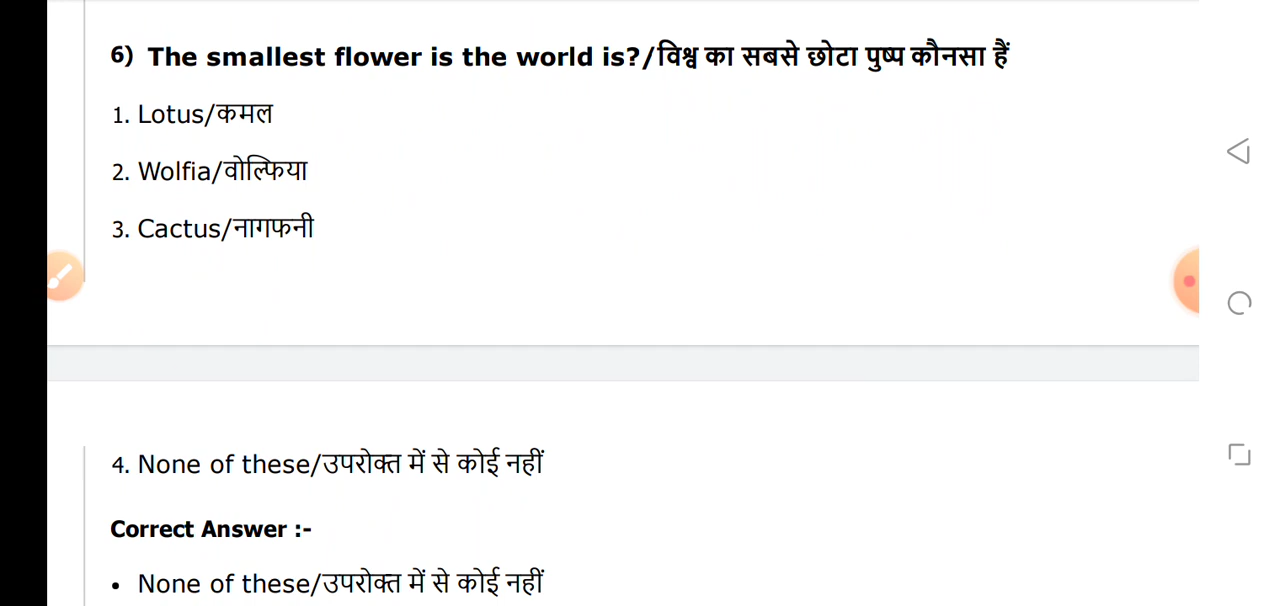 6) The smallest flower is the world is?/विश्व का सबसे छोटा पुष्प कौनसा हैं
1. Lotus/कमल
2. Wolfia/वोल्फिया
3. Cactus/नागफनी
4. None of these/उपरोक्त में से कोई नहीं
Correct Answer :-
• None of these/उपरोक्त में से कोई नहीं